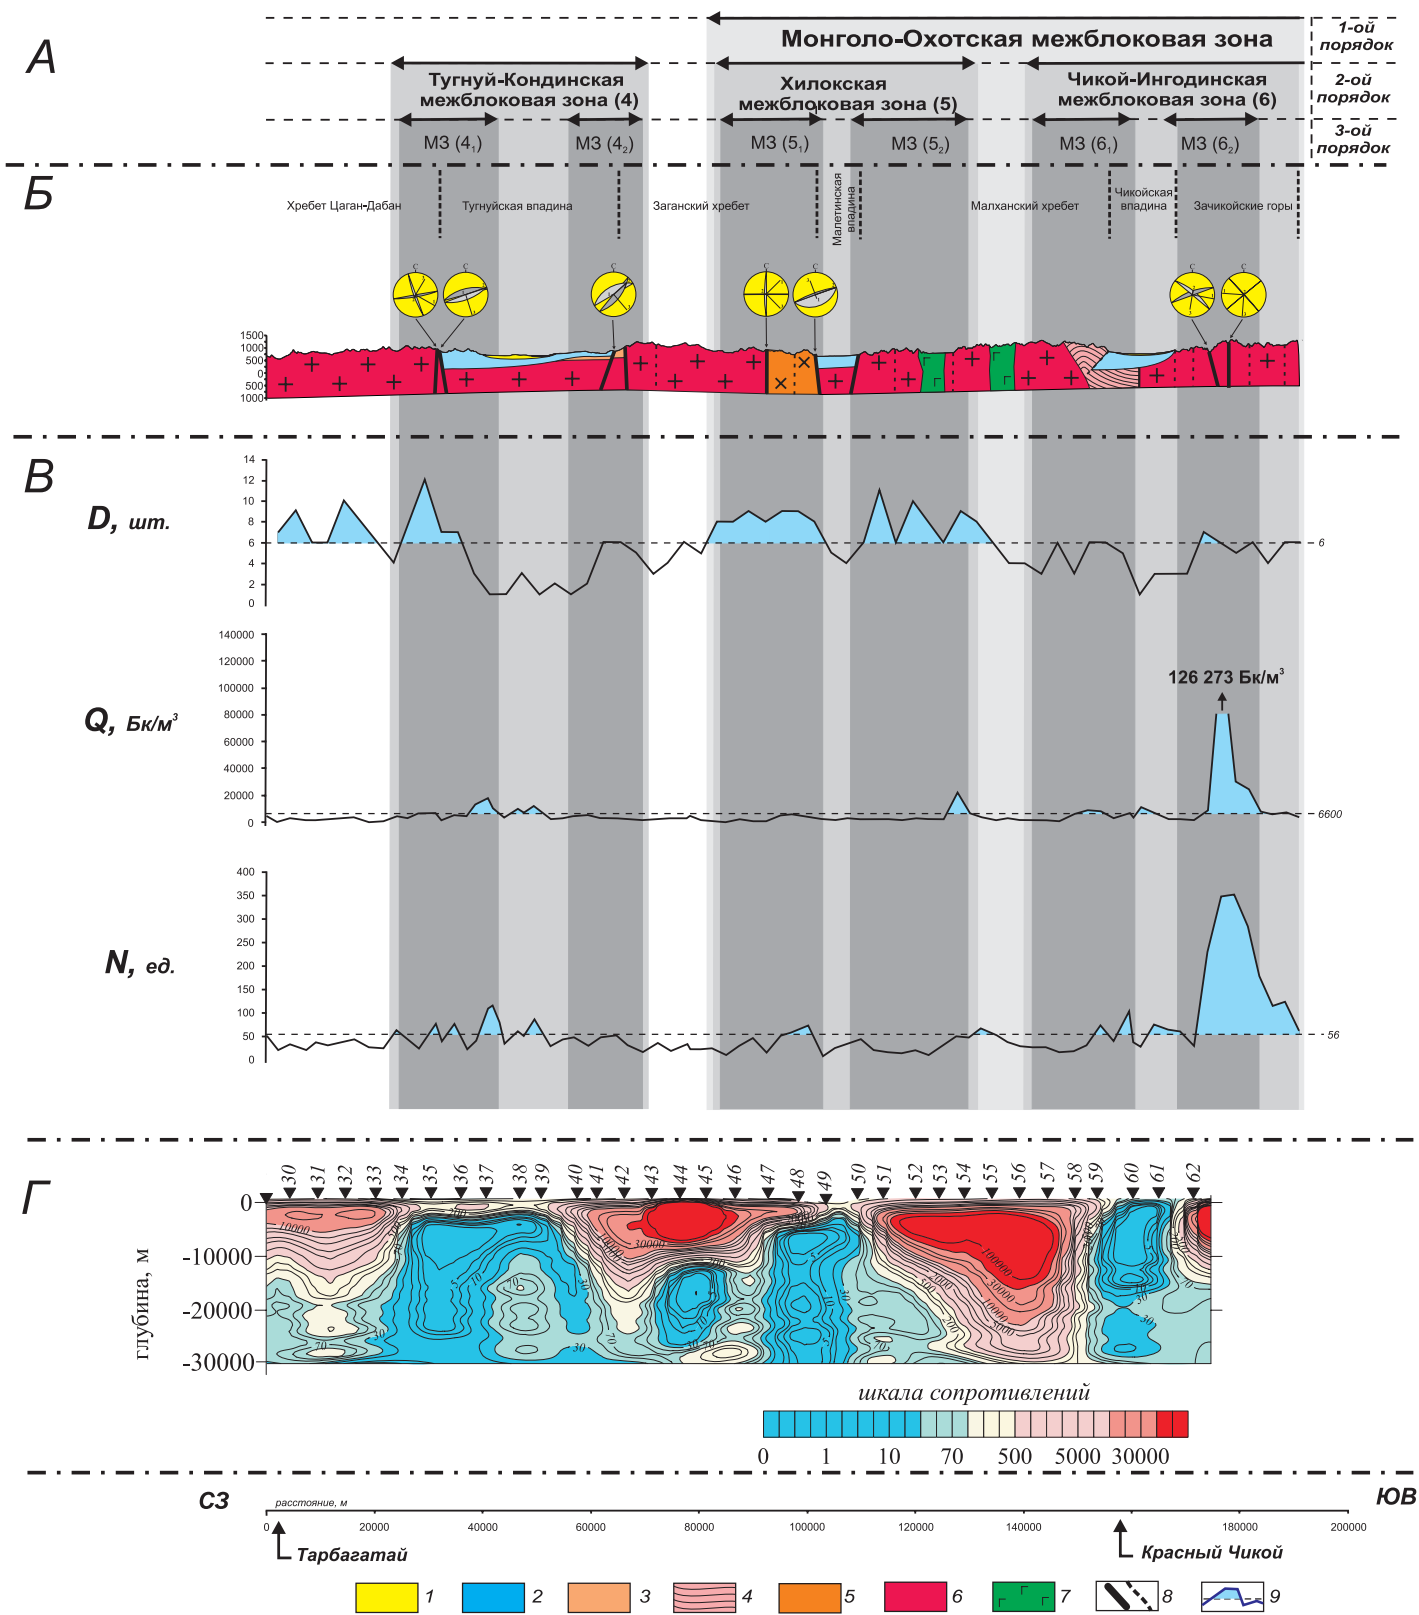 А
Монголо-Охотская межблоковая зона
1-ой
порядок
Тугнуй-Кондинская
межблоковая зона (4)
Хилокская
межблоковая зона (5)
Чикой-Ингодинская
межблоковая зона (6)
2-ой
порядок
МЗ (4₁)
МЗ (4₂)
МЗ (5₁)
МЗ (5₂)
МЗ (6₁)
МЗ (6₂)
3-ой
порядок
Б
Хребет Цаган-Дабан
Тугнуйская впадина
Заганский хребет
Малетинская
впадина
Малханский хребет
Чикойская
впадина
Зачикойские горы
С
С
С
С
С
С
С
1500
1000
500
0
500
1000
В
D, шт.
14
12
10
8
6
4
2
0
6
Q, Бк/м³
140000
120000
100000
80000
60000
40000
20000
0
126 273 Бк/м³
6600
N, ед.
400
350
300
250
200
150
100
50
0
56
Г
30 31 32 33 34 35 36 37 38 39 40 41 42 43 44 45 46 47 48 49 50 51 52 53 54 55 56 57 58 59 60 61 62
глубина, м
0
-10000
-20000
-30000
шкала сопротивлений
0 1 10 70 500 5000 30000
СЗ
расстояние, м
ЮВ
0 20000 40000 60000 80000 100000 120000 140000 180000 200000
Тарбагатай
Красный Чикой
1 2 3 4 5 6 7 8 9